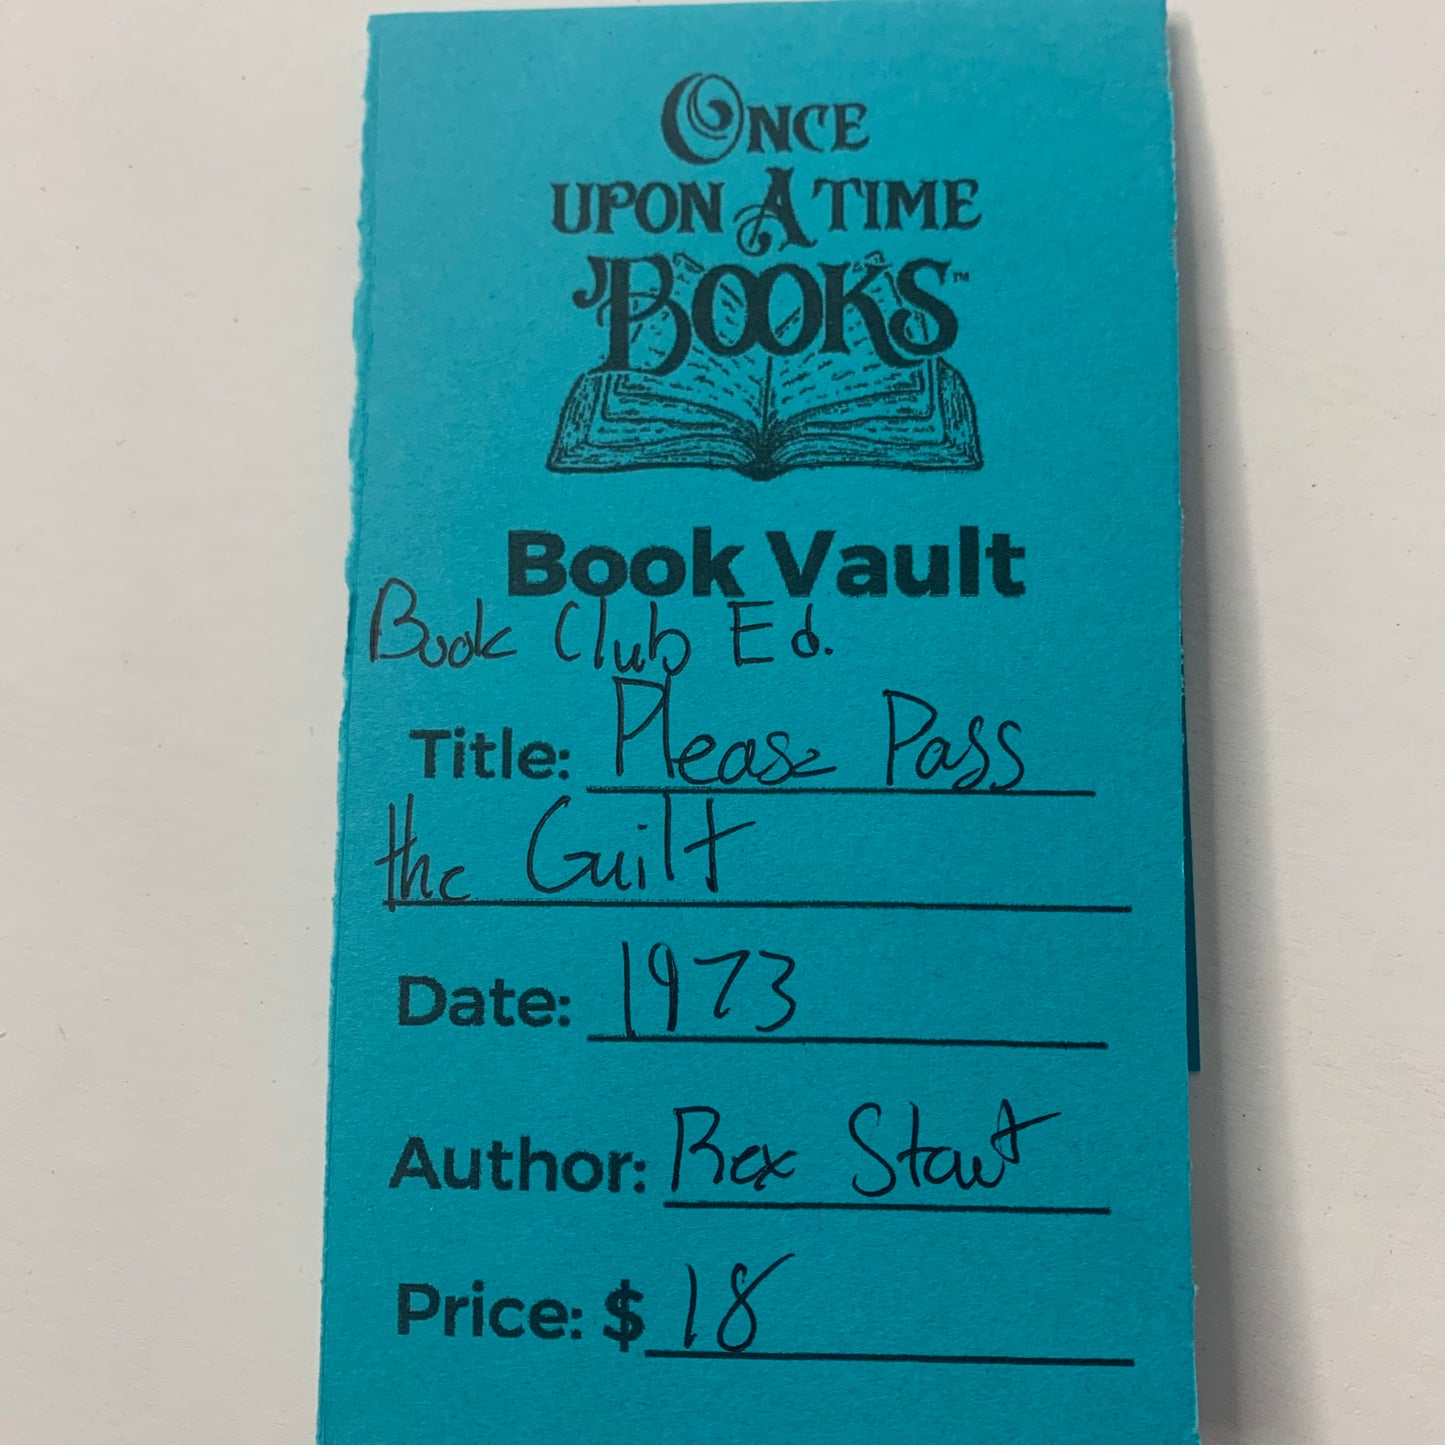 ONCE
UPON A TIME
BOOKS™
Book Vault
Book Club Ed.
Title: Please Pass
the Guilt
Date: 1973
Author: Rex Stout
Price: $ 18